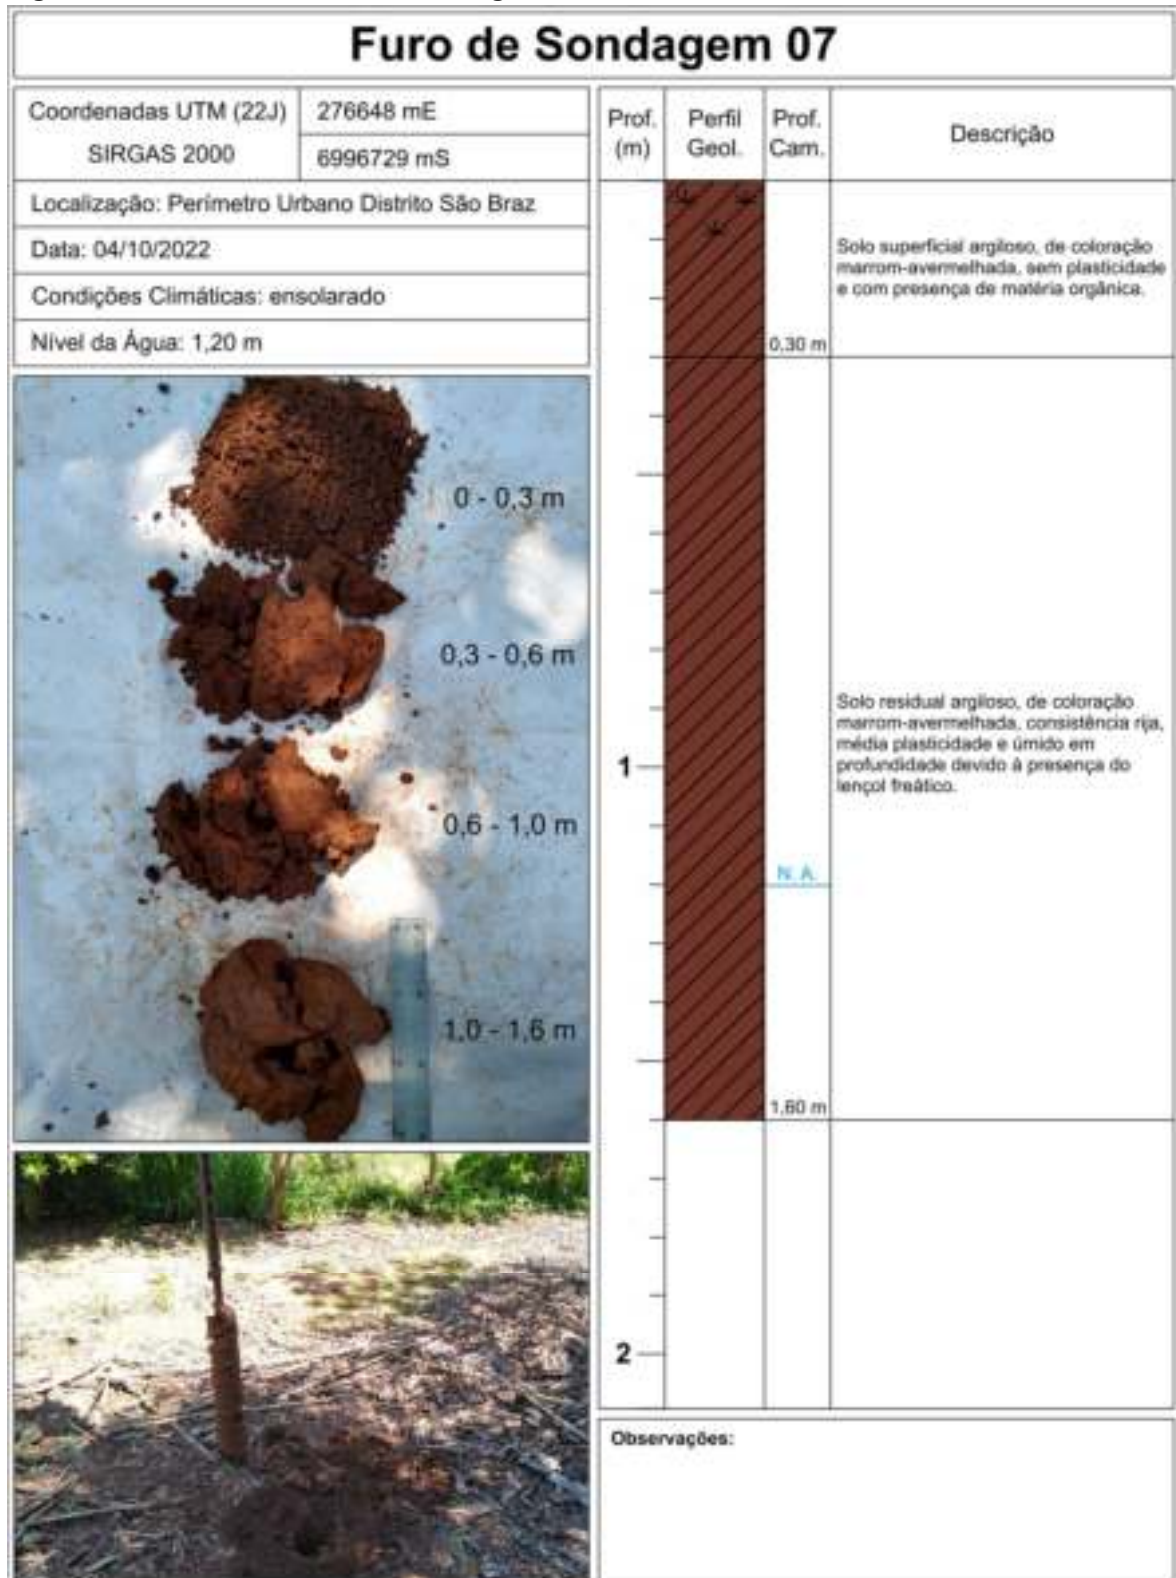 Furo de Sondagem 07
Coordenadas UTM (22J)
SIRGAS 2000
276648 mE
6996729 mS
Localização: Perímetro Urbano Distrito São Braz
Data: 04/10/2022
Condições Climáticas: ensolarado
Nível da Água: 1,20 m
0 - 0,3 m
0,3 - 0,6 m
0,6 - 1,0 m
1,0 - 1,6 m
Prof.
(m)
Perfil
Geol.
Prof.
Cam.
Descrição
Solo superficial argiloso, de coloração
marrom-avermelhada, sem plasticidade
e com presença de matéria orgânica.
0,30 m
Solo residual argiloso, de coloração
marrom-avermelhada, consistência rija,
média plasticidade e úmido em
profundidade devido à presença do
lençol freático.
1
N. A.
1,60 m
2
Observações: